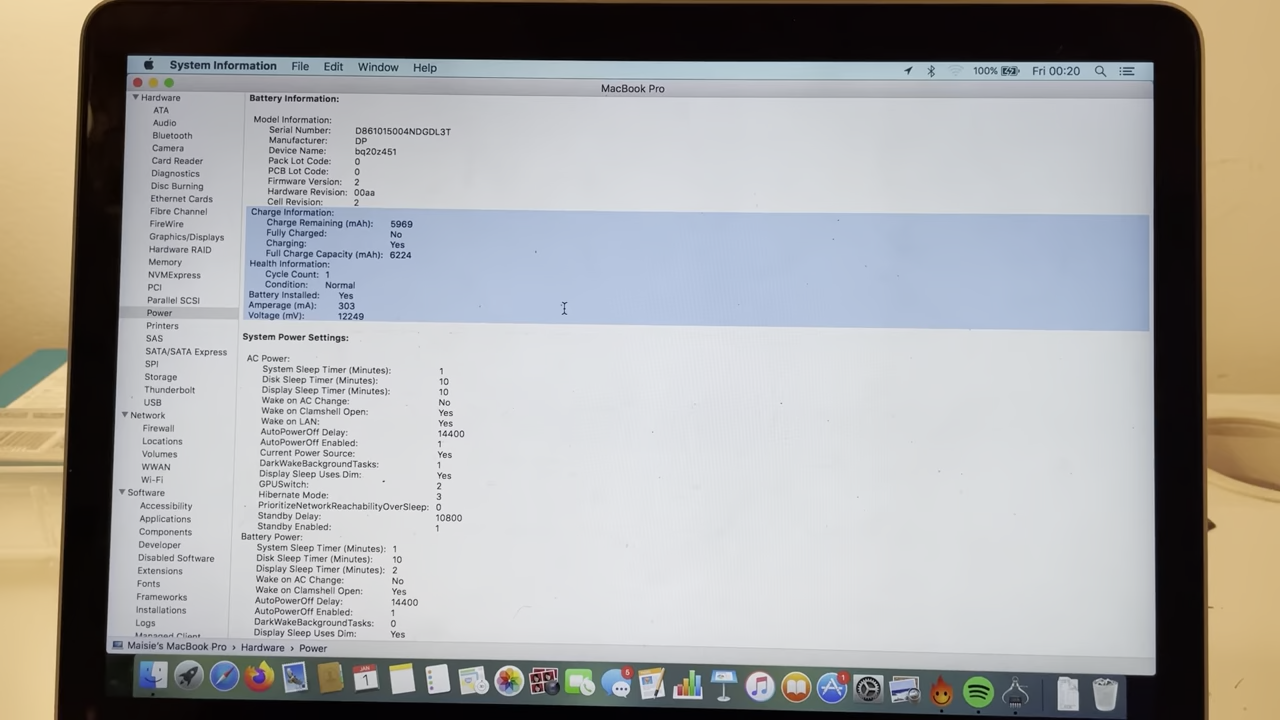 System Information File Edit Window Help 100% Fri 00:20
MacBook Pro
Hardware
ATA
Audio
Bluetooth
Camera
Card Reader
Diagnostics
Disc Burning
Ethernet Cards
Fibre Channel
FireWire
Graphics/Displays
Hardware RAID
Memory
NVMExpress
PCI
Parallel SCSI
Power
Printers
SAS
SATA/SATA Express
SPI
Storage
Thunderbolt
USB
Network
Firewall
Locations
Volumes
WWAN
Wi-Fi
Software
Accessibility
Applications
Components
Developer
Disabled Software
Extensions
Fonts
Frameworks
Installations
Logs
Managed Client
Battery Information:
Model Information:
Serial Number: D861015004NDGDL3T
Manufacturer: DP
Device Name: bq20z451
Pack Lot Code: 0
PCB Lot Code: 0
Firmware Version: 2
Hardware Revision: 00aa
Cell Revision: 2
Charge Information:
Charge Remaining (mAh): 5969
Fully Charged: No
Charging: Yes
Full Charge Capacity (mAh): 6224
Health Information:
Cycle Count: 1
Condition: Normal
Battery Installed: Yes
Amperage (mA): 303
Voltage (mV): 12249
System Power Settings:
AC Power:
System Sleep Timer (Minutes): 1
Disk Sleep Timer (Minutes): 10
Display Sleep Timer (Minutes): 10
Wake on AC Change: No
Wake on Clamshell Open: Yes
Wake on LAN: Yes
AutoPowerOff Delay: 14400
AutoPowerOff Enabled: 1
Current Power Source: Yes
DarkWakeBackgroundTasks: 1
Display Sleep Uses Dim: Yes
GPUSwitch: 2
Hibernate Mode: 3
PrioritizeNetworkReachabilityOverSleep: 0
Standby Delay: 10800
Standby Enabled: 1
Battery Power:
System Sleep Timer (Minutes): 1
Disk Sleep Timer (Minutes): 10
Display Sleep Timer (Minutes): 2
Wake on AC Change: No
Wake on Clamshell Open: Yes
AutoPowerOff Delay: 14400
AutoPowerOff Enabled: 1
DarkWakeBackgroundTasks: 0
Display Sleep Uses Dim: Yes
Maisie's MacBook Pro › Hardware › Power
JAN
1
1